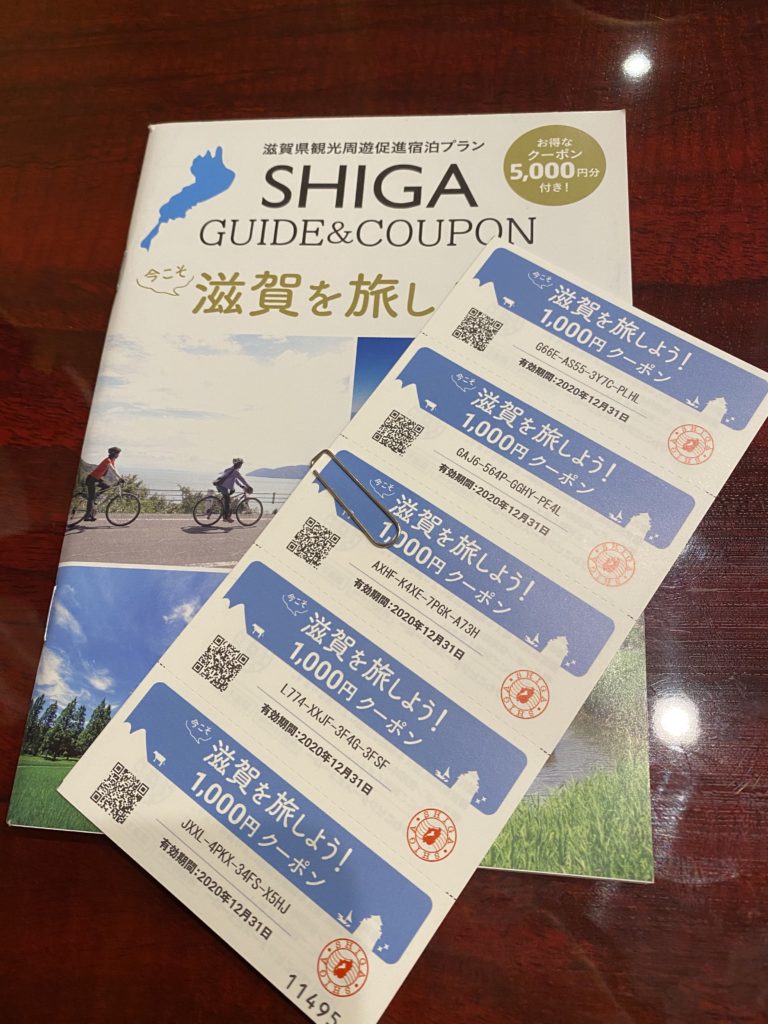 滋賀県観光周遊促進宿泊プラン
お得な
クーポン
5,000円分
付き!
SHIGA
GUIDE&COUPON
今こそ
滋賀を旅し
今こそ
滋賀を旅しよう!
1,000円クーポン
G66E-AS55-3Y7C-PLHL
有効期間:2020年12月31日
SHIGA
今こそ
滋賀を旅しよう!
1,000円クーポン
GAJ6-564P-GGHY-PE4L
有効期間:2020年12月31日
SHIGA
今こそ
滋賀を旅しよう!
1,000円クーポン
AXHF-K4XE-7PGK-A73H
有効期間:2020年12月31日
SHIGA
今こそ
滋賀を旅しよう!
1,000円クーポン
L774-XXJF-3F4G-3FSF
有効期間:2020年12月31日
SHIGA
今こそ
滋賀を旅しよう!
1,000円クーポン
JXXL-4PKX-34FS-X5HJ
有効期間:2020年12月31日
SHIGA
11495